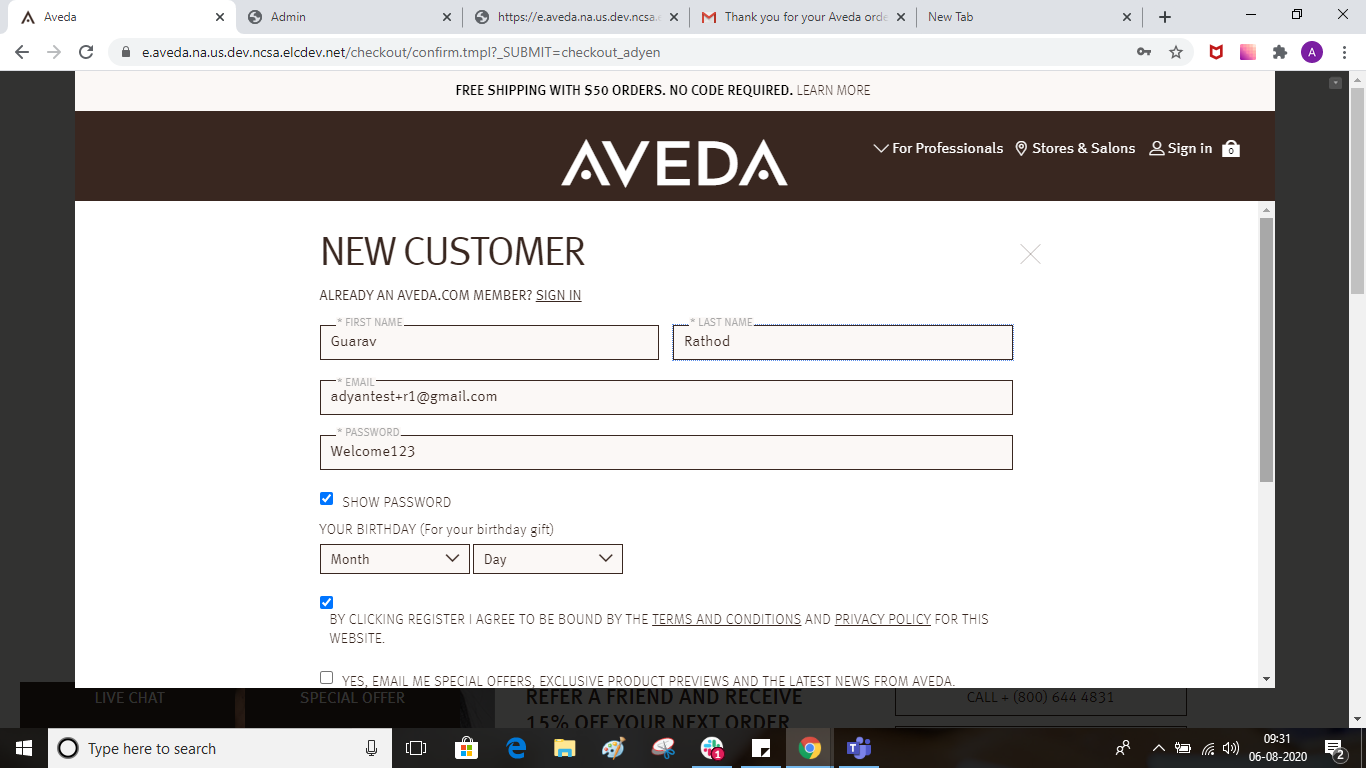 Aveda
Admin
https://e.aveda.na.us.dev.ncsa.e
Thank you for your Aveda orde
New Tab
e.aveda.na.us.dev.ncsa.elcdev.net/checkout/confirm.tmpl?_SUBMIT=checkout_adyen
A
FREE SHIPPING WITH $50 ORDERS. NO CODE REQUIRED. LEARN MORE
AVEDA
For Professionals
Stores & Salons
Sign in
0
NEW CUSTOMER
ALREADY AN AVEDA.COM MEMBER? SIGN IN
* FIRST NAME
Guarav
* LAST NAME
Rathod
* EMAIL
adyantest+r1@gmail.com
* PASSWORD
Welcome123
SHOW PASSWORD
YOUR BIRTHDAY (For your birthday gift)
Month
Day
BY CLICKING REGISTER I AGREE TO BE BOUND BY THE TERMS AND CONDITIONS AND PRIVACY POLICY FOR THIS
WEBSITE.
YES, EMAIL ME SPECIAL OFFERS, EXCLUSIVE PRODUCT PREVIEWS AND THE LATEST NEWS FROM AVEDA.
LIVE CHAT
SPECIAL OFFER
REFER A FRIEND AND RECEIVE
15% OFF YOUR NEXT ORDER
CALL + (800) 644 4831
Type here to search
1
09:31
06-08-2020
2